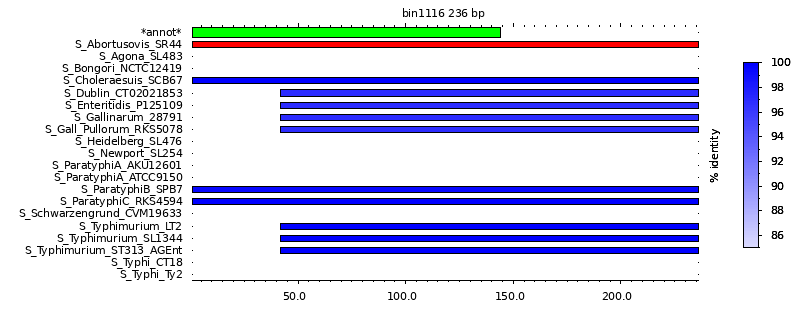 bin1116 236 bp
*annot*
S_Abortusovis_SR44
S_Agona_SL483
S_Bongori_NCTC12419
S_Choleraesuis_SCB67
S_Dublin_CT02021853
S_Enteritidis_P125109
S_Gallinarum_28791
S_Gall_Pullorum_RKS5078
S_Heidelberg_SL476
S_Newport_SL254
S_ParatyphiA_AKU12601
S_ParatyphiA_ATCC9150
S_ParatyphiB_SPB7
S_ParatyphiC_RKS4594
S_Schwarzengrund_CVM19633
S_Typhimurium_LT2
S_Typhimurium_SL1344
S_Typhimurium_ST313_AGEnt
S_Typhi_CT18
S_Typhi_Ty2
50.0 100.0 150.0 200.0
% identity
100
98
96
94
92
90
88
86